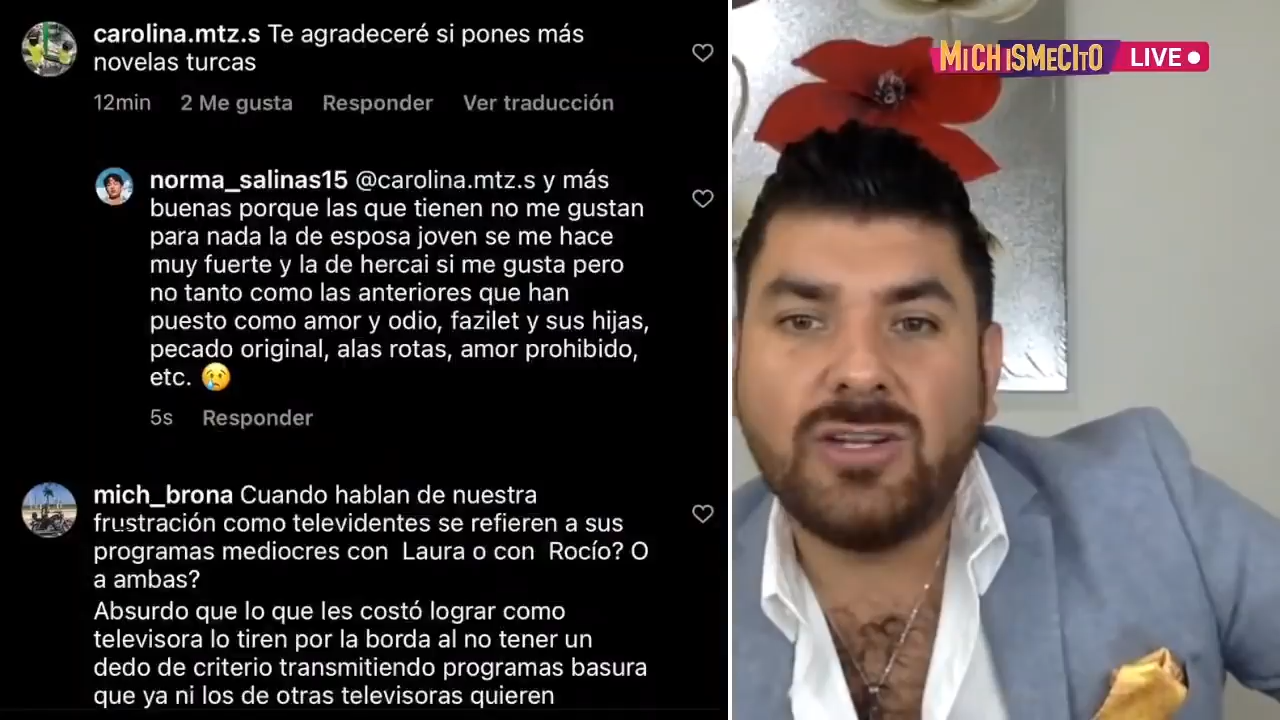 carolina.mtz.s Te agradeceré si pones más
novelas turcas
12min 2 Me gusta Responder Ver traducción
norma_salinas15 @carolina.mtz.s y más
buenas porque las que tienen no me gustan
para nada la de esposa joven se me hace
muy fuerte y la de hercai si me gusta pero
no tanto como las anteriores que han
puesto como amor y odio, fazilet y sus hijas,
pecado original, alas rotas, amor prohibido,
etc. 😢
5s Responder
mich_brona Cuando hablan de nuestra
frustración como televidentes se refieren a sus
programas mediocres con Laura o con Rocío? O
a ambas?
Absurdo que lo que les costó lograr como
televisora lo tiren por la borda al no tener un
dedo de criterio transmitiendo programas basura
que ya ni los de otras televisoras quieren
MICHISMECITO LIVE